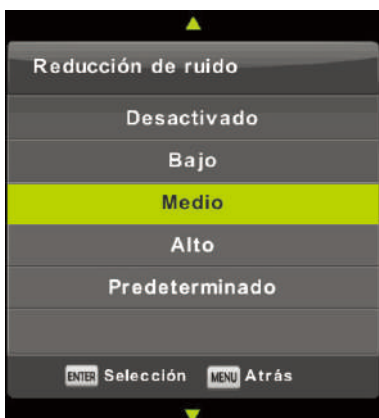 Reducción de ruido
Desactivado
Bajo
Medio
Alto
Predeterminado
ENTER Selección MENU Atrás